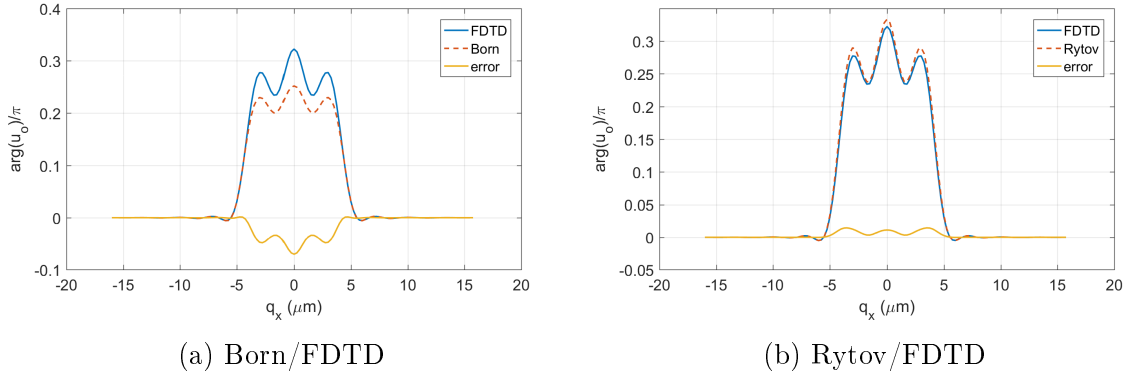 0.4
0.3
0.2
0.1
0
-0.1
arg(u_o)/π
-20 -15 -10 -5 0 5 10 15 20
q_x (μm)
FDTD
Born
error
(a) Born/FDTD
0.35
0.3
0.25
0.2
0.15
0.1
0.05
0
-0.05
arg(u_o)/π
-20 -15 -10 -5 0 5 10 15 20
q_x (μm)
FDTD
Rytov
error
(b) Rytov/FDTD